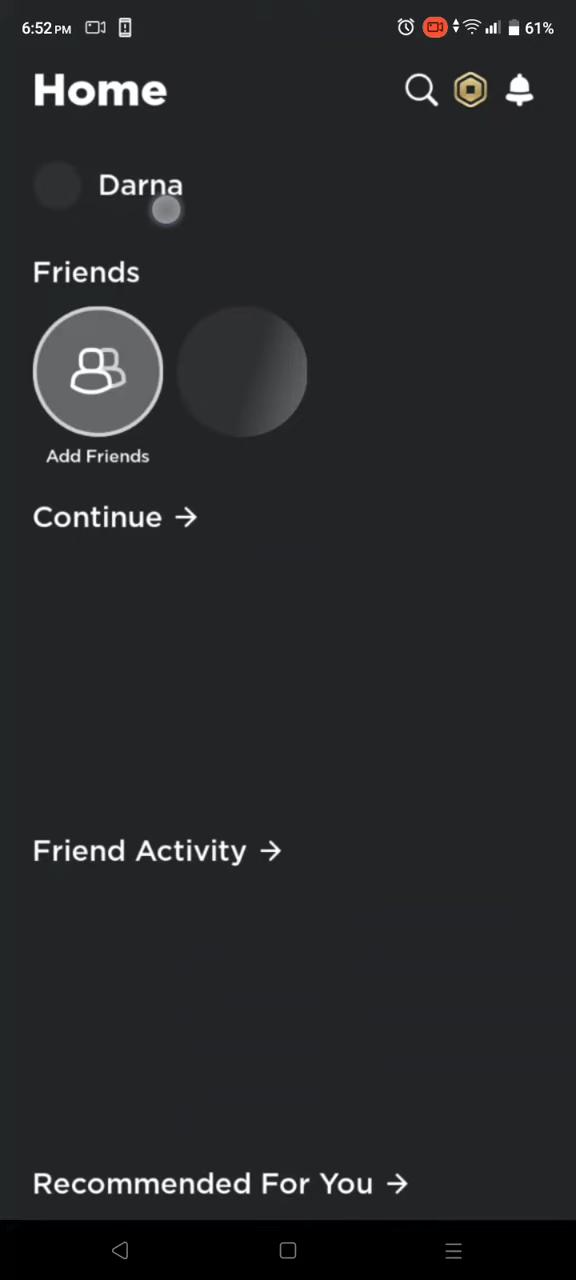 6:52 PM 61%
Home
Darna
Friends
Add Friends
Continue →
Friend Activity →
Recommended For You →